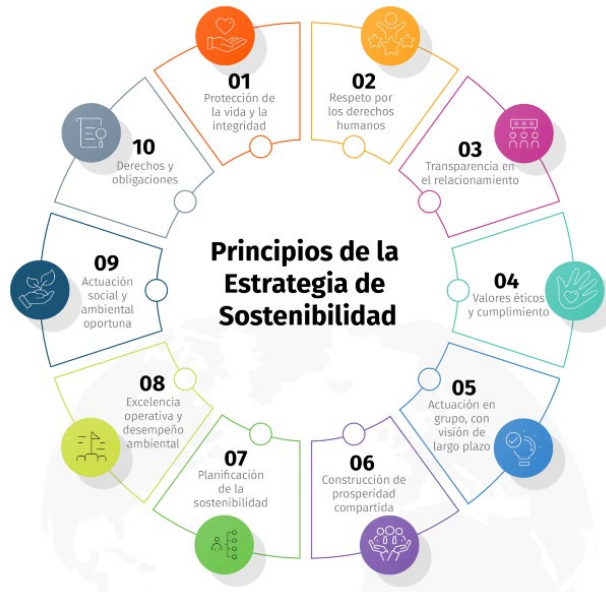 Principios de la
Estrategia de
Sostenibilidad
01
Protección de
la vida y la
integridad
02
Respeto por
los derechos
humanos
03
Transparencia en
el relacionamiento
04
Valores éticos
y cumplimiento
05
Actuación en
grupo, con
visión de
largo plazo
06
Construcción de
prosperidad
compartida
07
Planificación
de la
sostenibilidad
08
Excelencia
operativa y
desempeño
ambiental
09
Actuación
social y
ambiental
oportuna
10
Derechos y
obligaciones